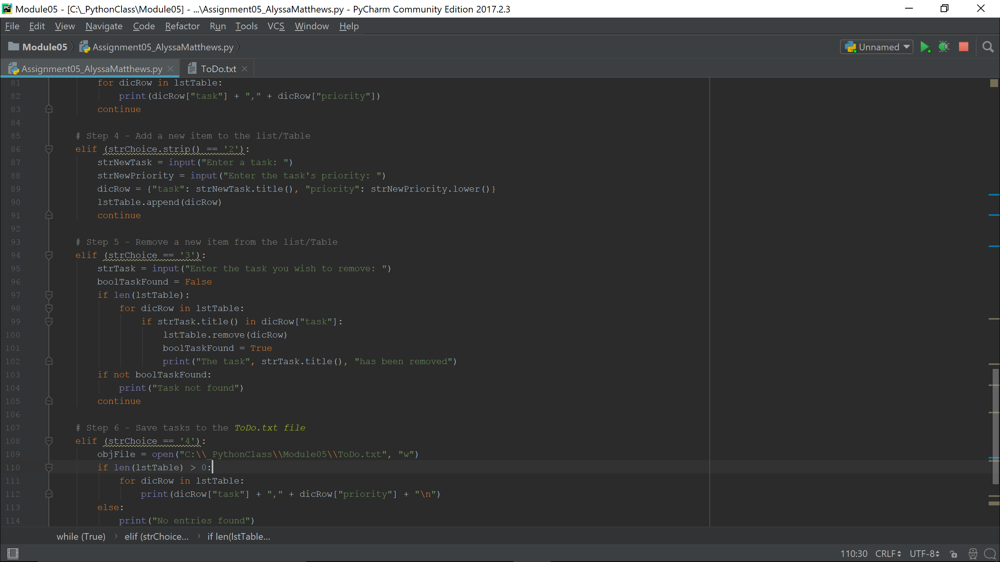 Module05 - [C:\_PythonClass\Module05] - ...\Assignment05_AlyssaMatthews.py - PyCharm Community Edition 2017.2.3
File Edit View Navigate Code Refactor Run Tools VCS Window Help
Module05 Assignment05_AlyssaMatthews.py Unnamed
Assignment05_AlyssaMatthews.py ToDo.txt
81 for dicRow in lstTable:
82 print(dicRow["task"] + "," + dicRow["priority"])
83 continue
84
85 # Step 4 - Add a new item to the list/Table
86 elif (strChoice.strip() == '2'):
87 strNewTask = input("Enter a task: ")
88 strNewPriority = input("Enter the task's priority: ")
89 dicRow = {"task": strNewTask.title(), "priority": strNewPriority.lower()}
90 lstTable.append(dicRow)
91 continue
92
93 # Step 5 - Remove a new item from the list/Table
94 elif (strChoice == '3'):
95 strTask = input("Enter the task you wish to remove: ")
96 boolTaskFound = False
97 if len(lstTable):
98 for dicRow in lstTable:
99 if strTask.title() in dicRow["task"]:
100 lstTable.remove(dicRow)
101 boolTaskFound = True
102 print("The task", strTask.title(), "has been removed")
103 if not boolTaskFound:
104 print("Task not found")
105 continue
106
107 # Step 6 - Save tasks to the ToDo.txt file
108 elif (strChoice == '4'):
109 objFile = open("C:\\_PythonClass\\Module05\\ToDo.txt", "w")
110 if len(lstTable) > 0:
111 for dicRow in lstTable:
112 print(dicRow["task"] + "," + dicRow["priority"] + "\n")
113 else:
114 print("No entries found")
while (True) elif (strChoice... if len(lstTable...
110:30 CRLF UTF-8